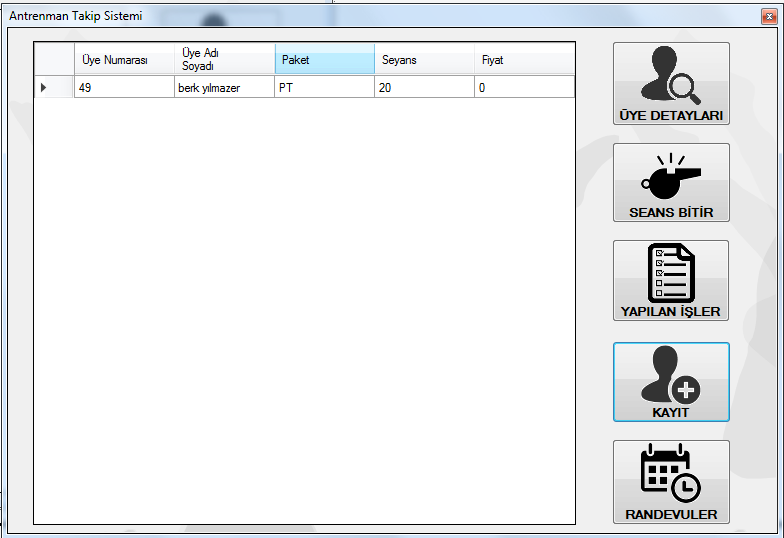 Antrenman Takip Sistemi
Üye Numarası
Üye Adı
Soyadı
Paket
Seyans
Fiyat
49
berk yılmazer
PT
20
0
ÜYE DETAYLARI
SEANS BİTİR
YAPILAN İŞLER
KAYIT
RANDEVULER